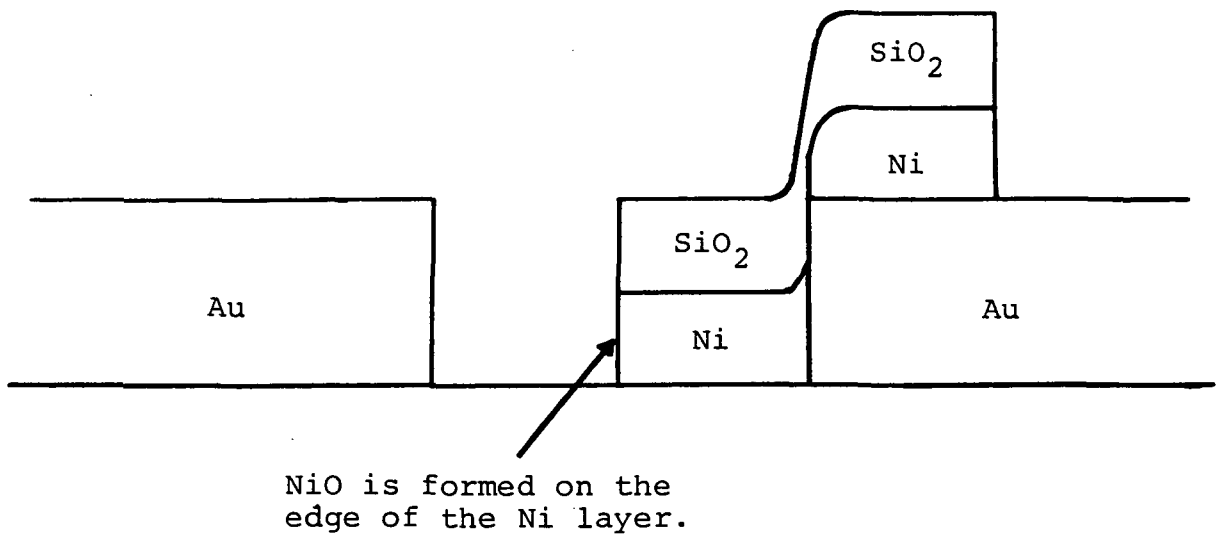 SiO₂
Ni
SiO₂
Au
Au
Ni
NiO is formed on the
edge of the Ni layer.